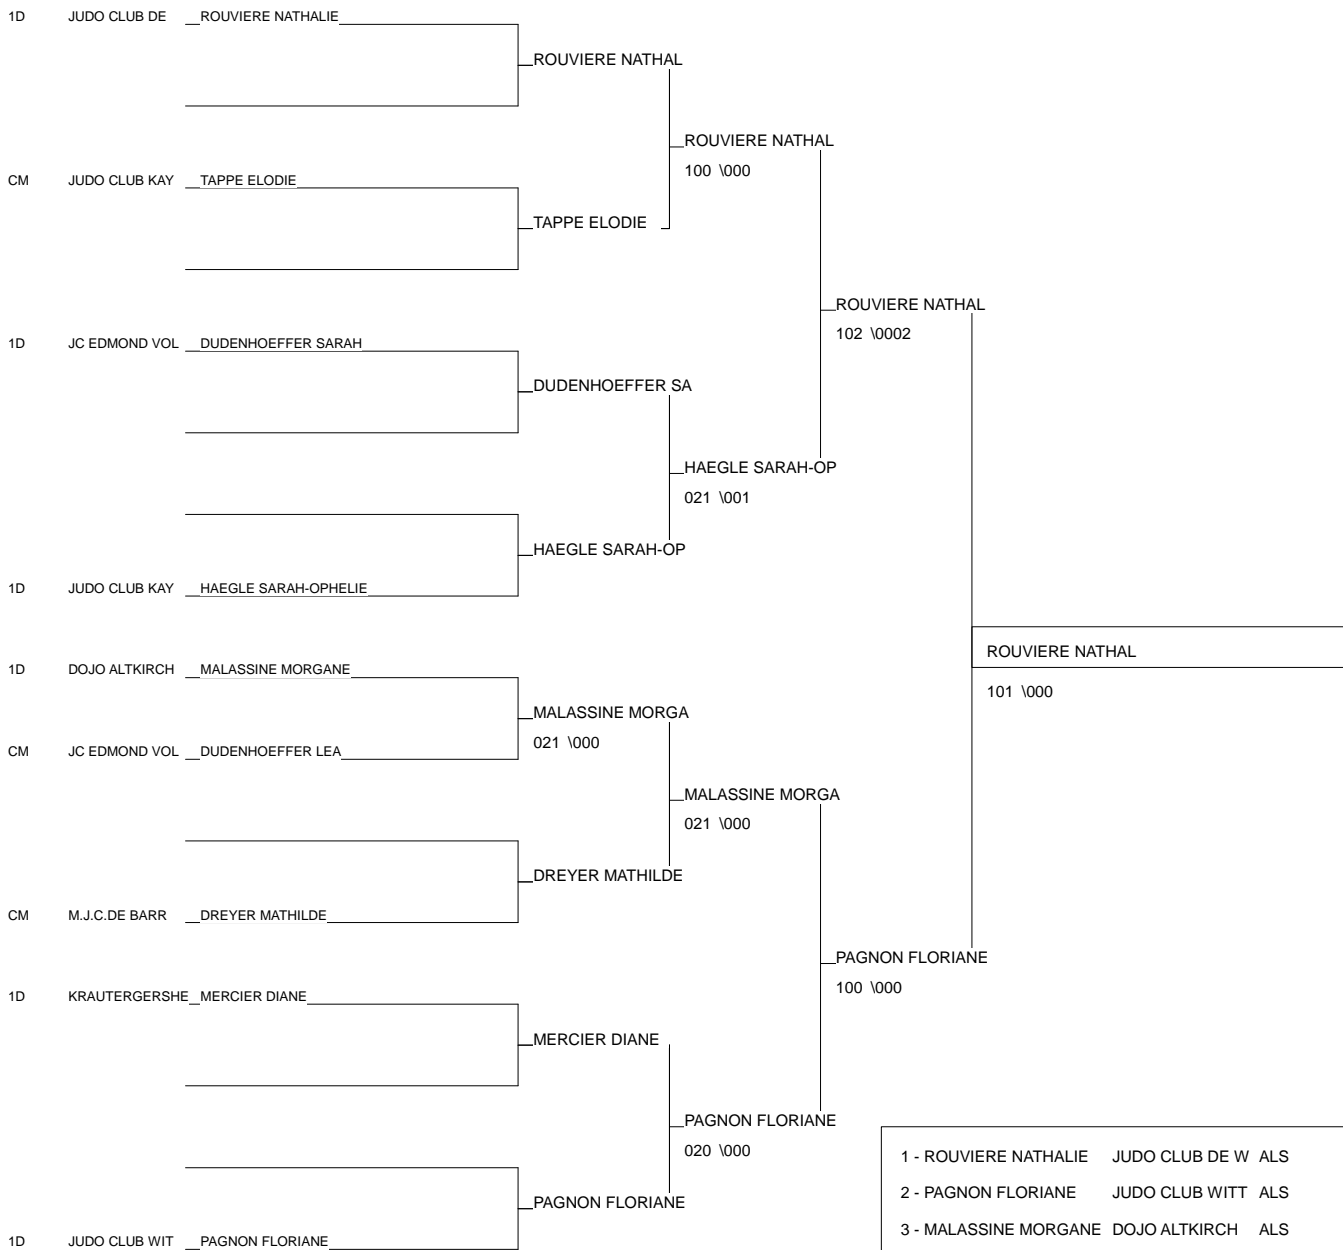 1D JUDO CLUB DE ROUVIERE NATHALIE
ROUVIERE NATHAL
ROUVIERE NATHAL
100 \000
CM JUDO CLUB KAY TAPPE ELODIE
TAPPE ELODIE
ROUVIERE NATHAL
102 \0002
1D JC EDMOND VOL DUDENHOEFFER SARAH
DUDENHOEFFER SA
HAEGLE SARAH-OP
021 \001
HAEGLE SARAH-OP
1D JUDO CLUB KAY HAEGLE SARAH-OPHELIE
ROUVIERE NATHAL
101 \000
1D DOJO ALTKIRCH MALASSINE MORGANE
MALASSINE MORGA
021 \000
CM JC EDMOND VOL DUDENHOEFFER LEA
MALASSINE MORGA
021 \000
DREYER MATHILDE
CM M.J.C.DE BARR DREYER MATHILDE
PAGNON FLORIANE
100 \000
1D KRAUTERGERSHE MERCIER DIANE
MERCIER DIANE
PAGNON FLORIANE
020 \000
PAGNON FLORIANE
1D JUDO CLUB WIT PAGNON FLORIANE
1 - ROUVIERE NATHALIE JUDO CLUB DE W ALS
2 - PAGNON FLORIANE JUDO CLUB WITT ALS
3 - MALASSINE MORGANE DOJO ALTKIRCH ALS